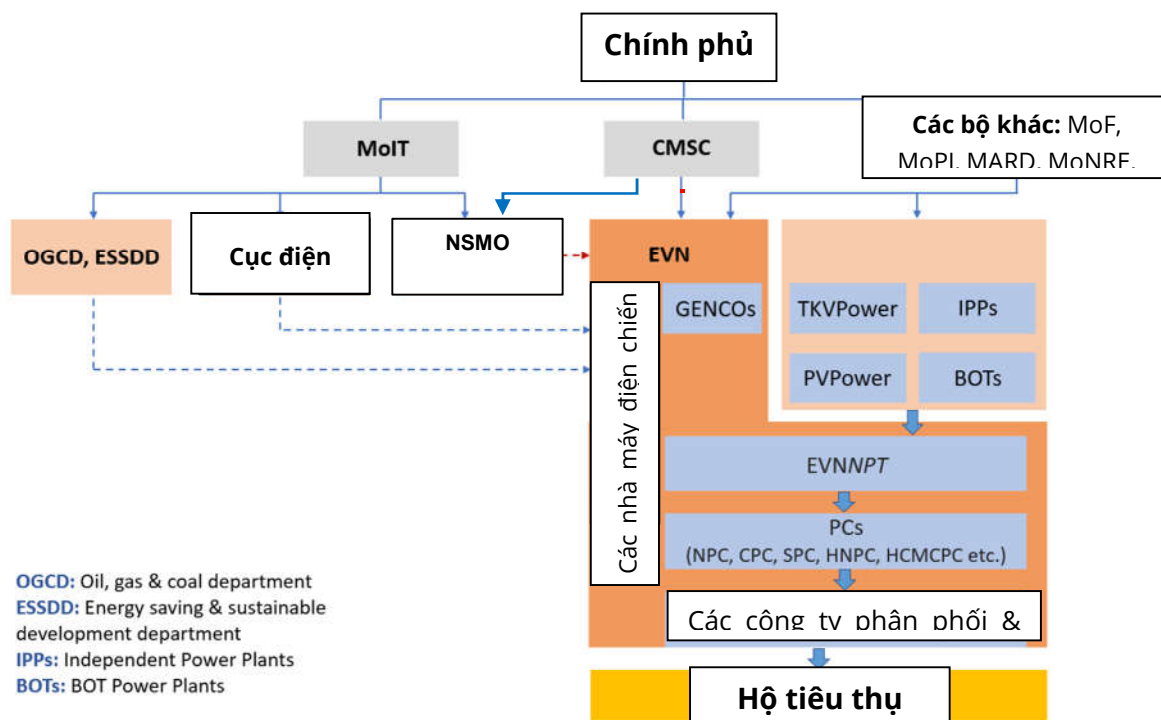 Chính phủ
MoIT
CMSC
Các bộ khác: MoF,
MoPI, MARD, MoNRE,
OGCD, ESSDD
Cục điện
NSMO
EVN
GENCOs
TKVPower
IPPs
PVPower
BOTs
Các nhà máy điện chiến
EVNNPT
PCs
(NPC, CPC, SPC, HNPC, HCMCPC etc.)
Các công ty phân phối &
Hộ tiêu thụ
OGCD: Oil, gas & coal department
ESSDD: Energy saving & sustainable
development department
IPPs: Independent Power Plants
BOTs: BOT Power Plants